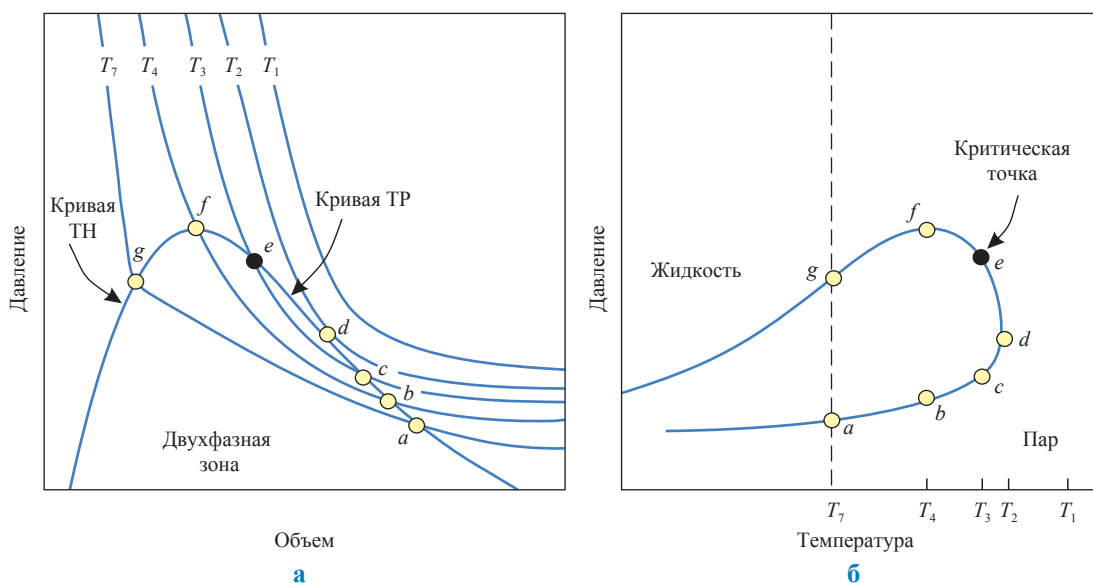 T₇ T₄ T₃ T₂ T₁
Кривая
ТН
Кривая ТР
g
f
e
d
c
b
a
Двухфазная
зона
Давление
Объем
а
Критическая
точка
Жидкость
g
f
e
d
c
b
a
Пар
Давление
T₇ T₄ T₃ T₂ T₁
Температура
б